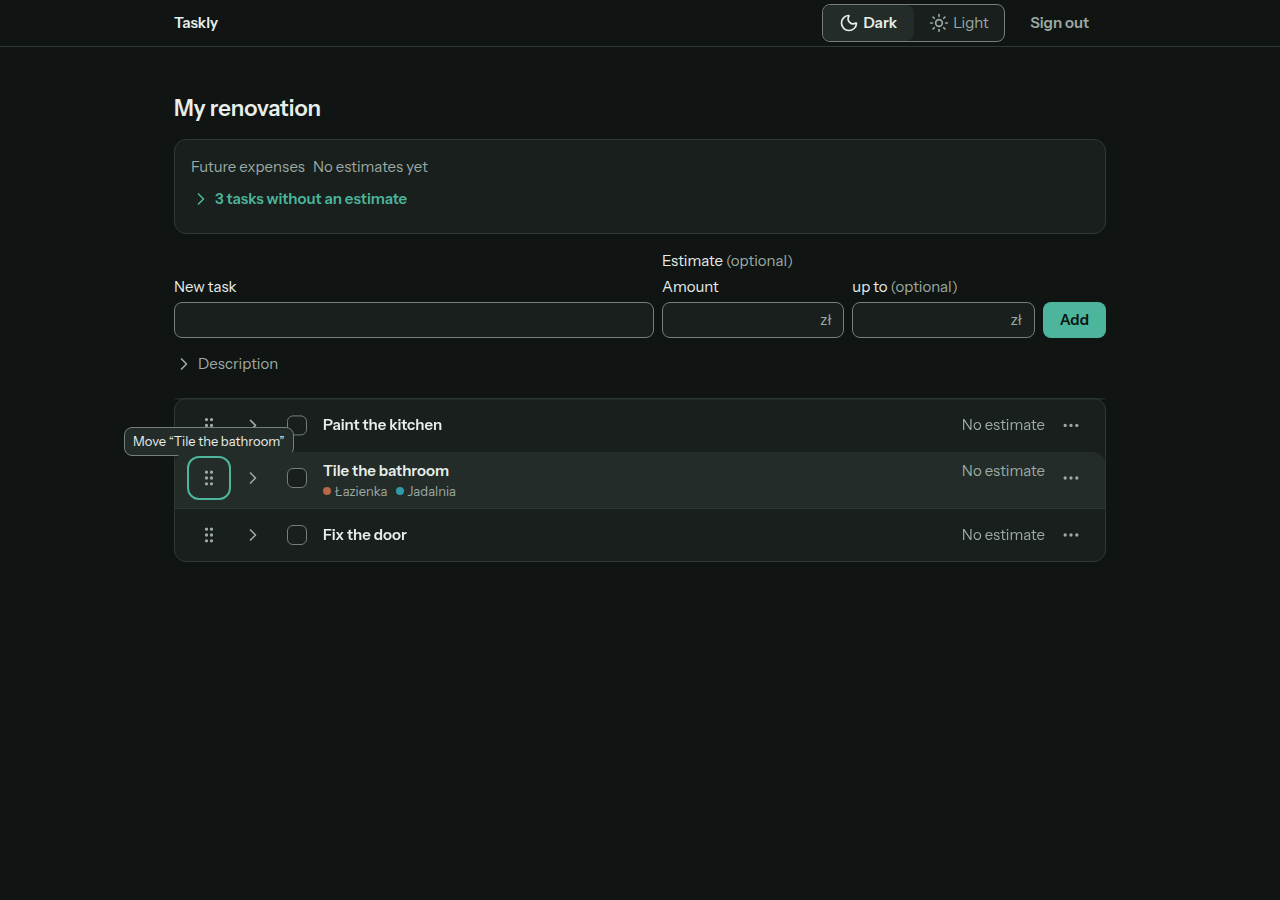 Taskly
Dark
Light
Sign out
My renovation
Future expenses No estimates yet
3 tasks without an estimate
Estimate (optional)
New task
Amount
up to (optional)
zł
zł
Add
Description
Paint the kitchen
No estimate
Move “Tile the bathroom”
Tile the bathroom
No estimate
Łazienka
Jadalnia
Fix the door
No estimate